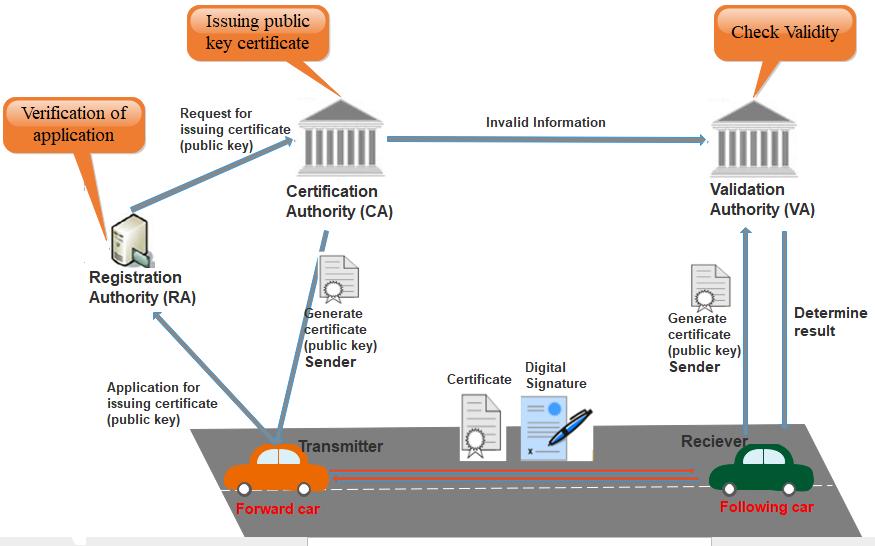 Issuing public
key certificate
Check Validity
Verification of
application
Request for
issuing certificate
(public key)
Invalid Information
Certification
Authority (CA)
Validation
Authority (VA)
Registration
Authority (RA)
Generate
certificate
(public key)
Sender
Generate
certificate
(public key)
Sender
Determine
result
Application for
issuing certificate
(public key)
Certificate
Digital
Signature
x
Transmitter
Reciever
Forward car
Following car